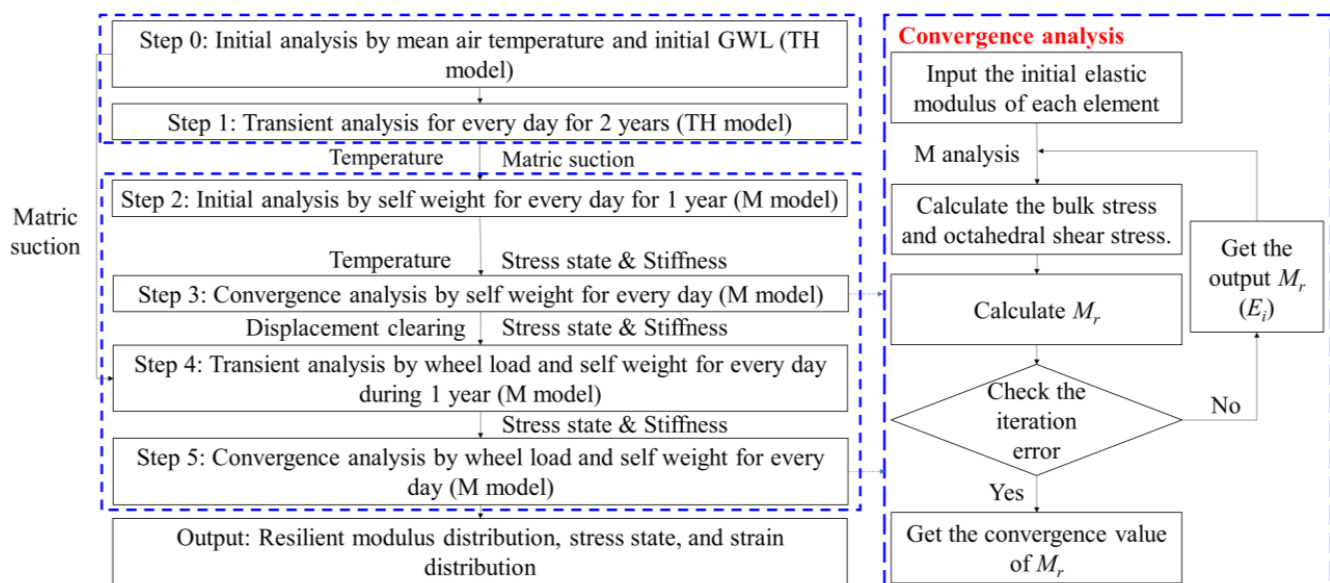 Step 0: Initial analysis by mean air temperature and initial GWL (TH
model)
Step 1: Transient analysis for every day for 2 years (TH model)
Temperature
Matric suction
Step 2: Initial analysis by self weight for every day for 1 year (M model)
Matric
suction
Temperature
Stress state & Stiffness
Step 3: Convergence analysis by self weight for every day (M model)
Displacement clearing
Stress state & Stiffness
Step 4: Transient analysis by wheel load and self weight for every day
during 1 year (M model)
Stress state & Stiffness
Step 5: Convergence analysis by wheel load and self weight for every
day (M model)
Output: Resilient modulus distribution, stress state, and strain
distribution
Convergence analysis
Input the initial elastic
modulus of each element
M analysis
Calculate the bulk stress
and octahedral shear stress.
Calculate M_r
Check the
iteration
error
No
Get the
output M_r
(E_i)
Yes
Get the convergence value
of M_r